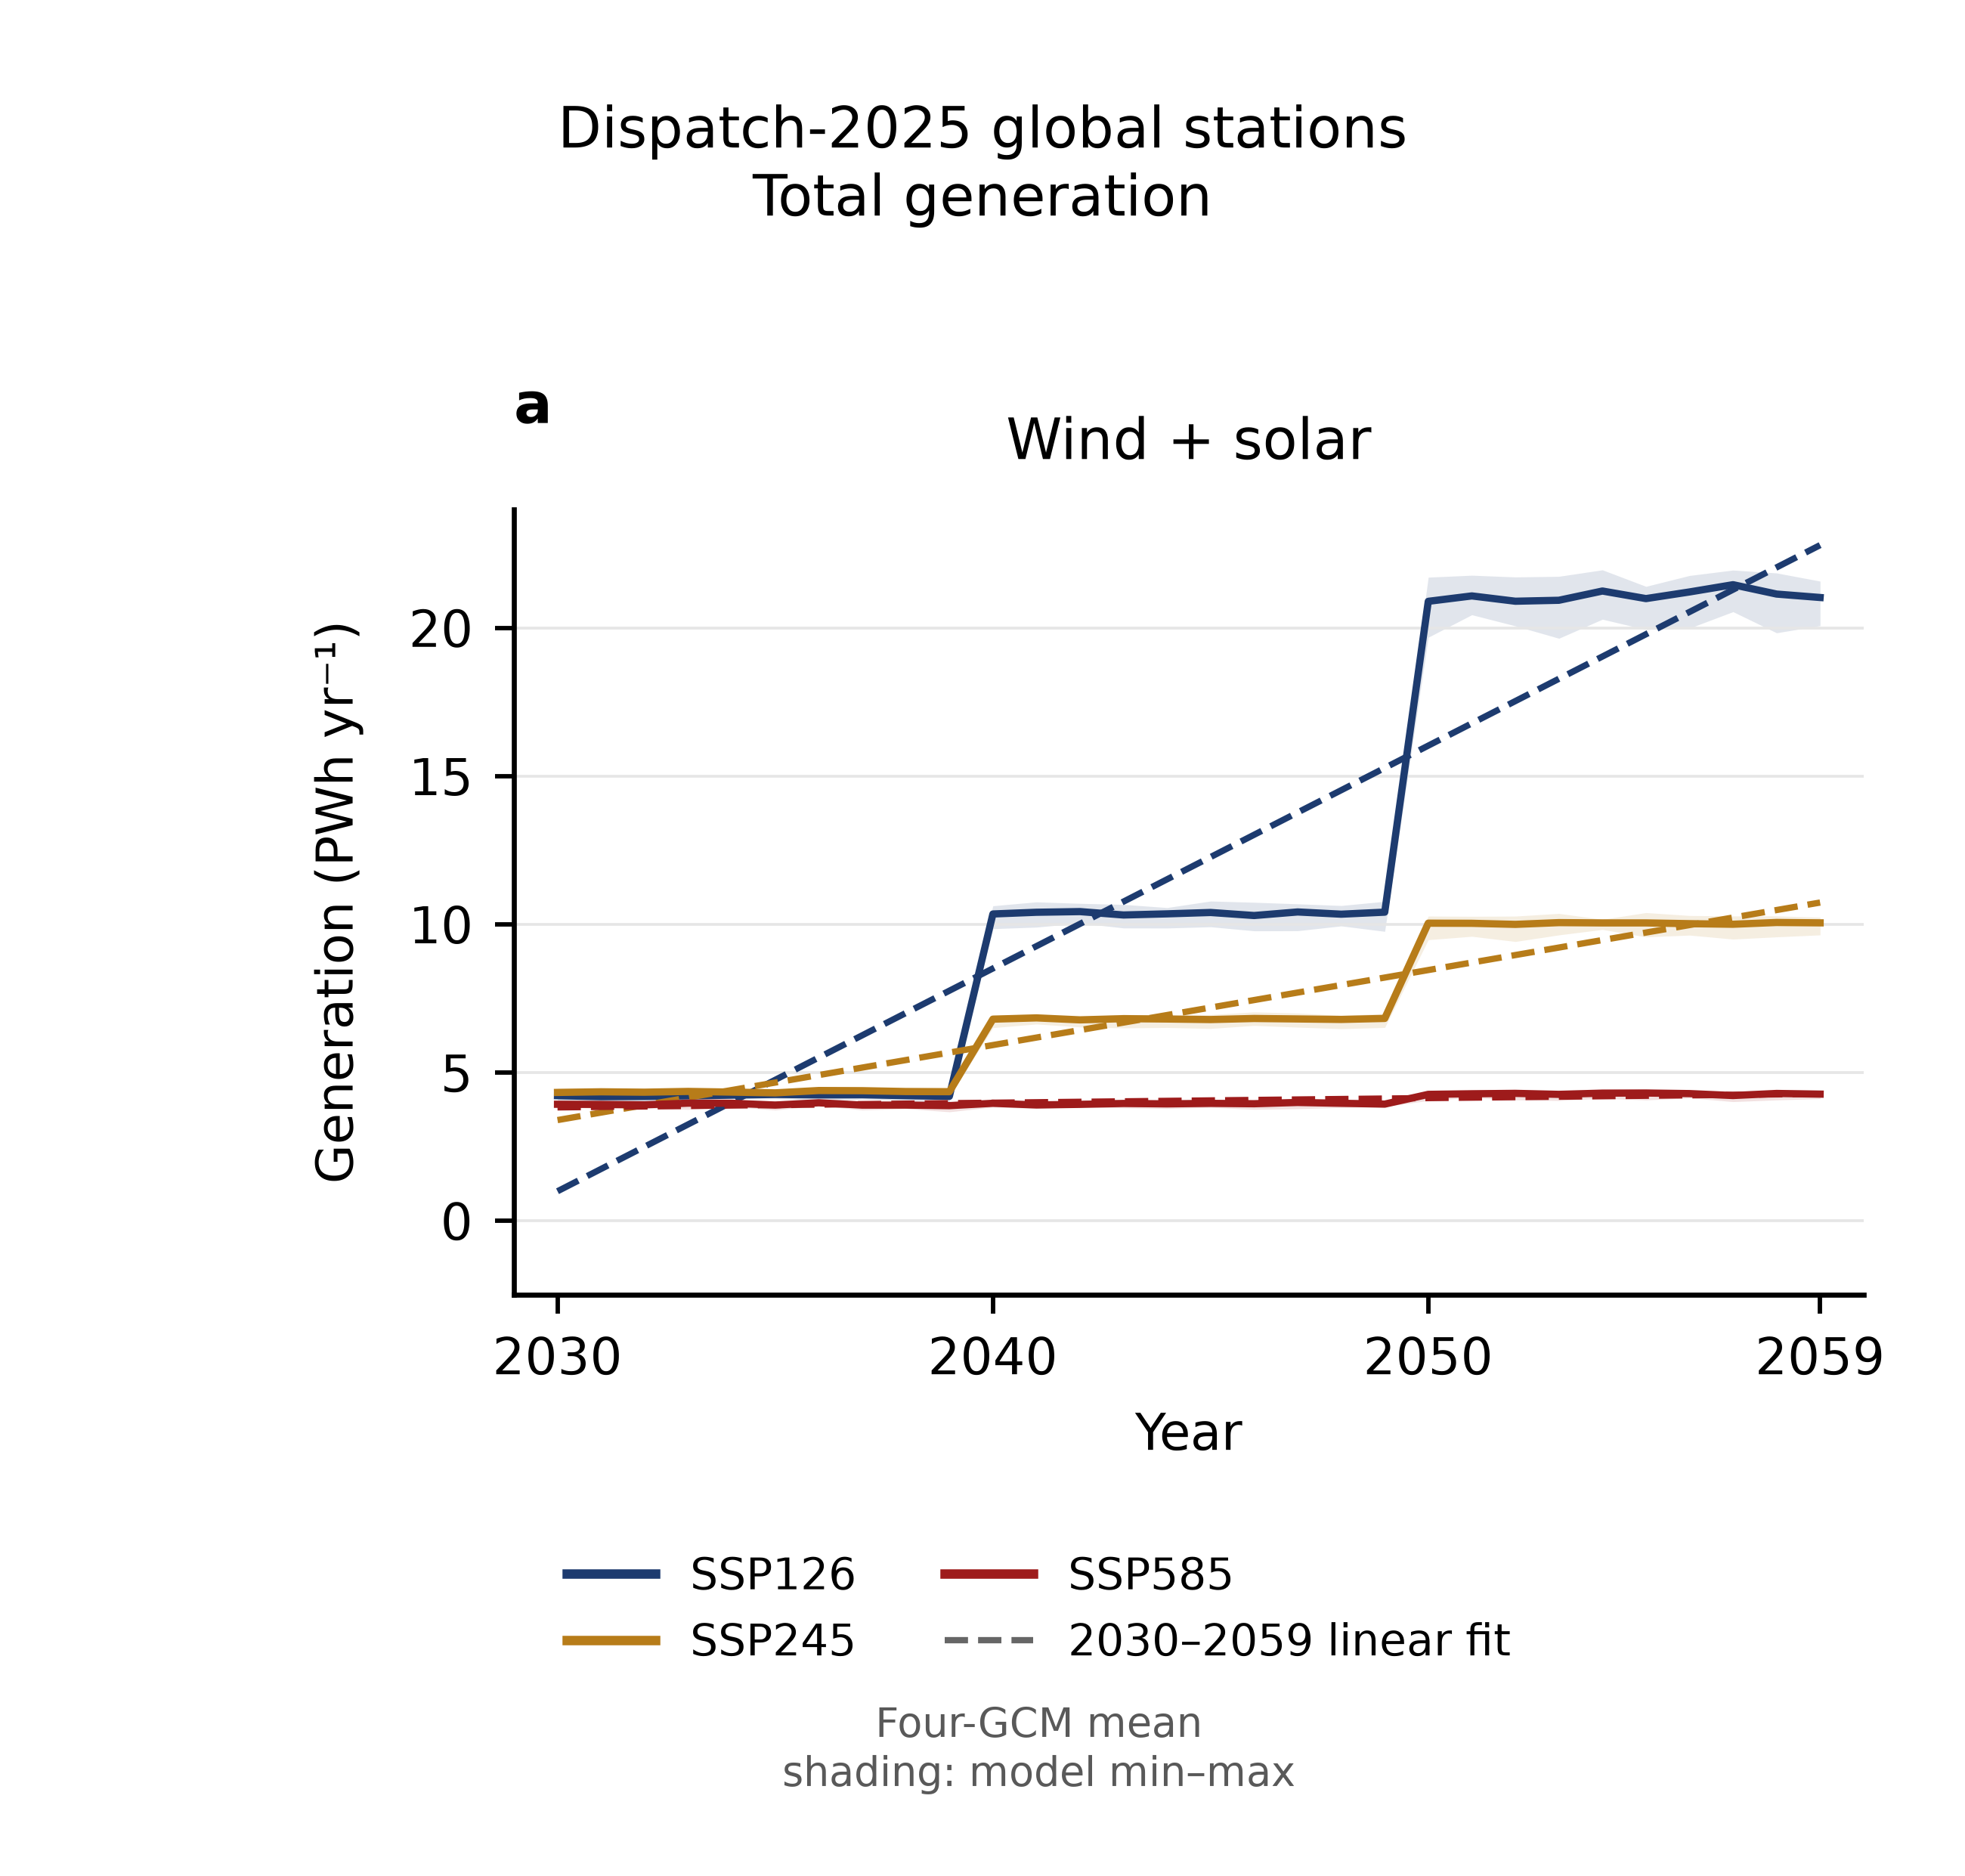 Dispatch-2025 global stations
Total generation
a
Wind + solar
Generation (PWh yr⁻¹)
20
15
10
5
0
2030 2040 2050 2059
Year
SSP126 SSP585
SSP245 2030–2059 linear fit
Four-GCM mean
shading: model min–max